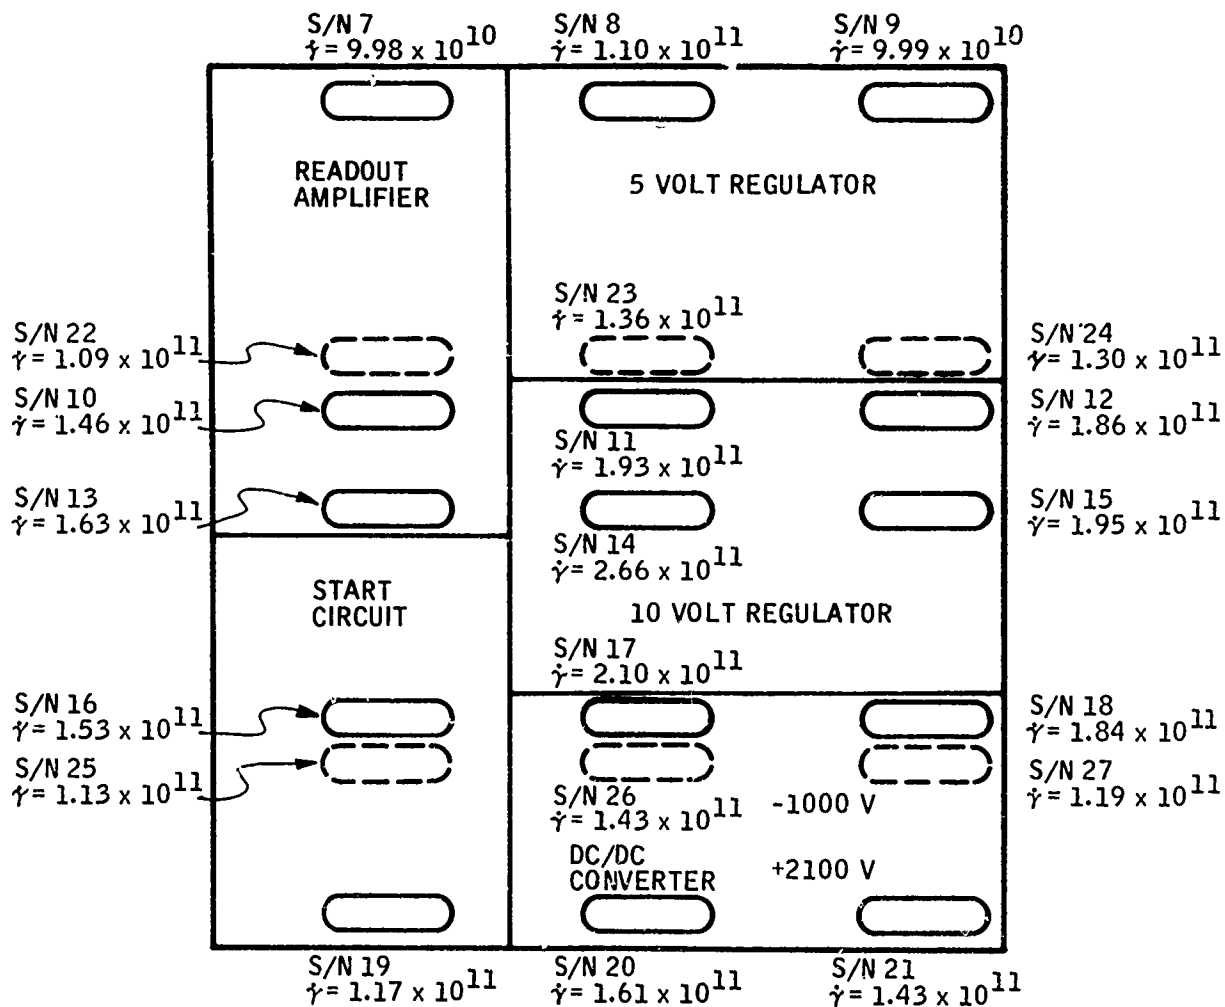 S/N 7
γ̇ = 9.98 x 10^10
S/N 8
γ̇ = 1.10 x 10^11
S/N 9
γ̇ = 9.99 x 10^10
READOUT
AMPLIFIER
5 VOLT REGULATOR
S/N 23
γ̇ = 1.36 x 10^11
S/N 22
γ̇ = 1.09 x 10^11
S/N 24
γ̇ = 1.30 x 10^11
S/N 10
γ̇ = 1.46 x 10^11
S/N 12
γ̇ = 1.86 x 10^11
S/N 11
γ̇ = 1.93 x 10^11
S/N 13
γ̇ = 1.63 x 10^11
S/N 15
γ̇ = 1.95 x 10^11
S/N 14
γ̇ = 2.66 x 10^11
START
CIRCUIT
10 VOLT REGULATOR
S/N 17
γ̇ = 2.10 x 10^11
S/N 16
γ̇ = 1.53 x 10^11
S/N 18
γ̇ = 1.84 x 10^11
S/N 25
γ̇ = 1.13 x 10^11
S/N 27
γ̇ = 1.19 x 10^11
S/N 26
γ̇ = 1.43 x 10^11
-1000 V
DC/DC
CONVERTER
+2100 V
S/N 19
γ̇ = 1.17 x 10^11
S/N 20
γ̇ = 1.61 x 10^11
S/N 21
γ̇ = 1.43 x 10^11